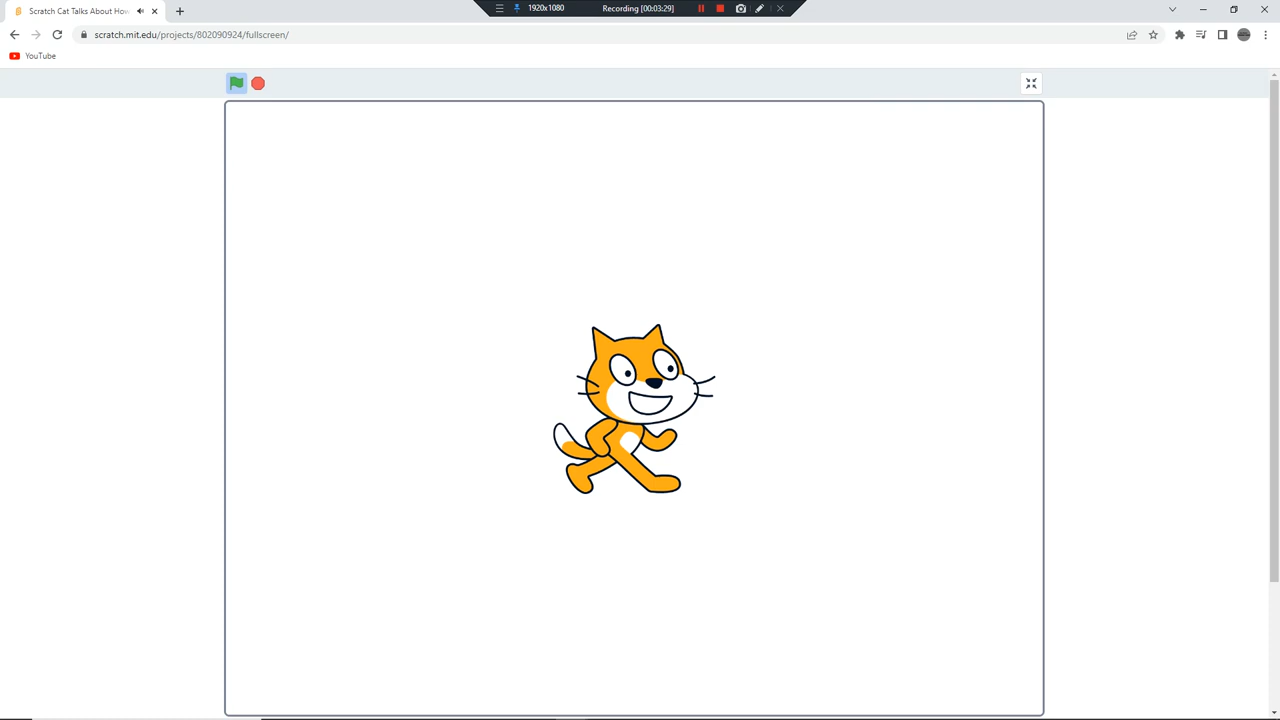 1920x1080
Recording [00:03:29]
Scratch Cat Talks About How
scratch.mit.edu/projects/802090924/fullscreen/
YouTube